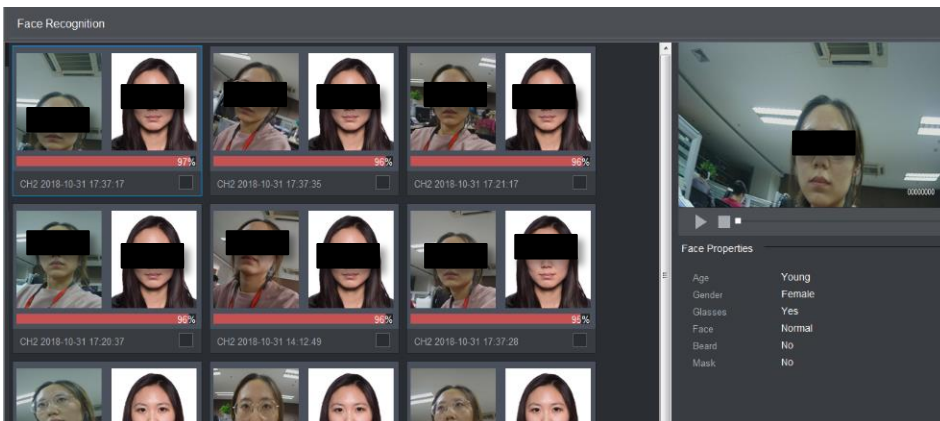 Face Recognition
97%
96%
96%
CH2 2018-10-31 17:37:17
CH2 2018-10-31 17:37:35
CH2 2018-10-31 17:21:17
96%
96%
95%
CH2 2018-10-31 17:20:37
CH2 2018-10-31 14:12:49
CH2 2018-10-31 17:37:28
00000000
Face Properties
Age Young
Gender Female
Glasses Yes
Face Normal
Beard No
Mask No